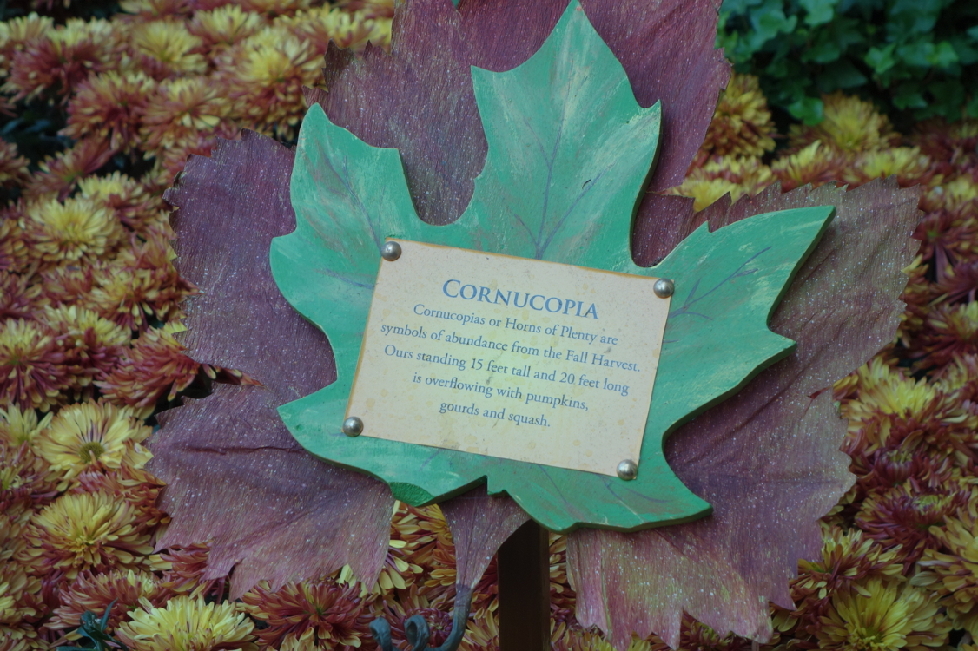 CORNUCOPIA
Cornucopias or Horns of Plenty are
symbols of abundance from the Fall Harvest.
Ours standing 15 feet tall and 20 feet long
is overflowing with pumpkins,
gourds and squash.